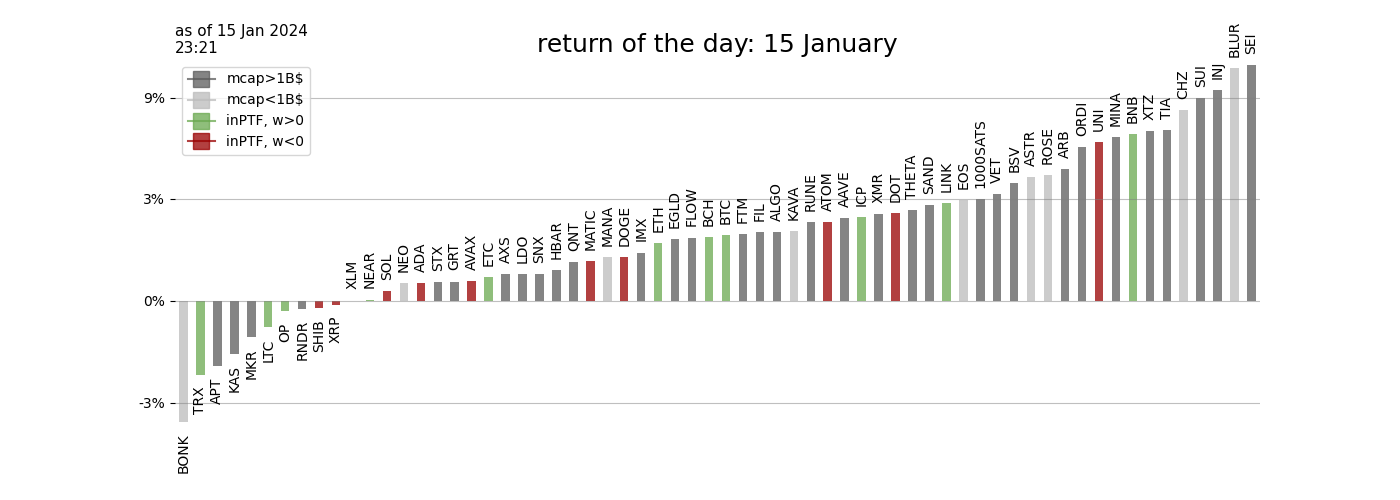 as of 15 Jan 2024
23:21
return of the day: 15 January
mcap>1B$
mcap<1B$
inPTF, w>0
inPTF, w<0
9%
3%
0%
-3%
BONK
TRX
APT
KAS
MKR
LTC
OP
RNDR
SHIB
XRP
XLM
NEAR
SOL
NEO
ADA
STX
GRT
AVAX
ETC
AXS
LDO
SNX
HBAR
QNT
MATIC
MANA
DOGE
IMX
ETH
EGLD
FLOW
BCH
BTC
FTM
FIL
ALGO
KAVA
RUNE
ATOM
AAVE
ICP
XMR
DOT
THETA
SAND
LINK
EOS
1000SATS
VET
BSV
ASTR
ROSE
ARB
ORDI
UNI
MINA
BNB
XTZ
TIA
CHZ
SUI
INJ
BLUR
SEI